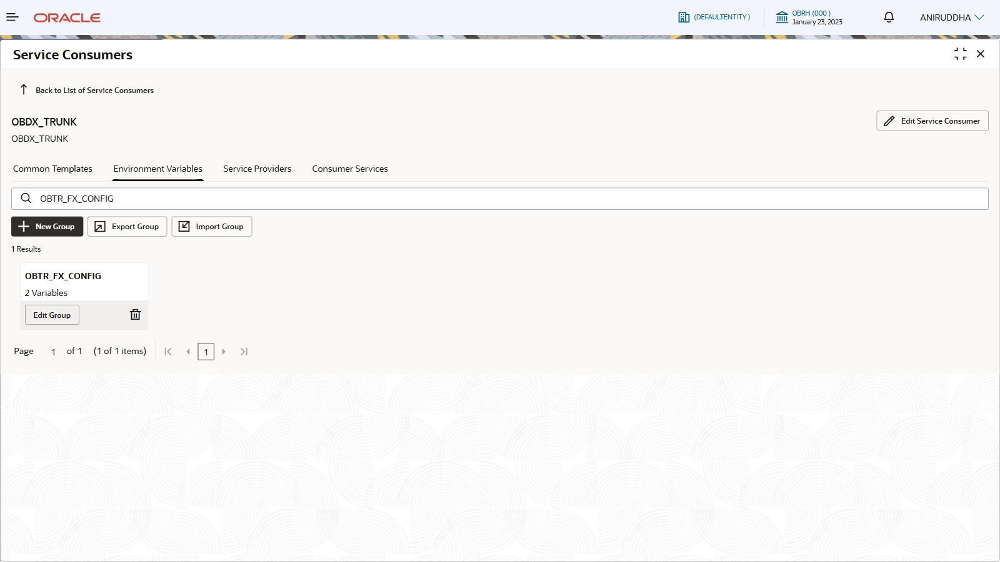 ORACLE
(DEFAULTENTITY )
OBRH (000 )
January 23, 2023
ANIRUDDHA
Service Consumers
Back to List of Service Consumers
OBDX_TRUNK
Edit Service Consumer
OBDX_TRUNK
Common Templates
Environment Variables
Service Providers
Consumer Services
OBTR_FX_CONFIG
New Group
Export Group
Import Group
1 Results
OBTR_FX_CONFIG
2 Variables
Edit Group
Page 1 of 1 (1 of 1 items) 1